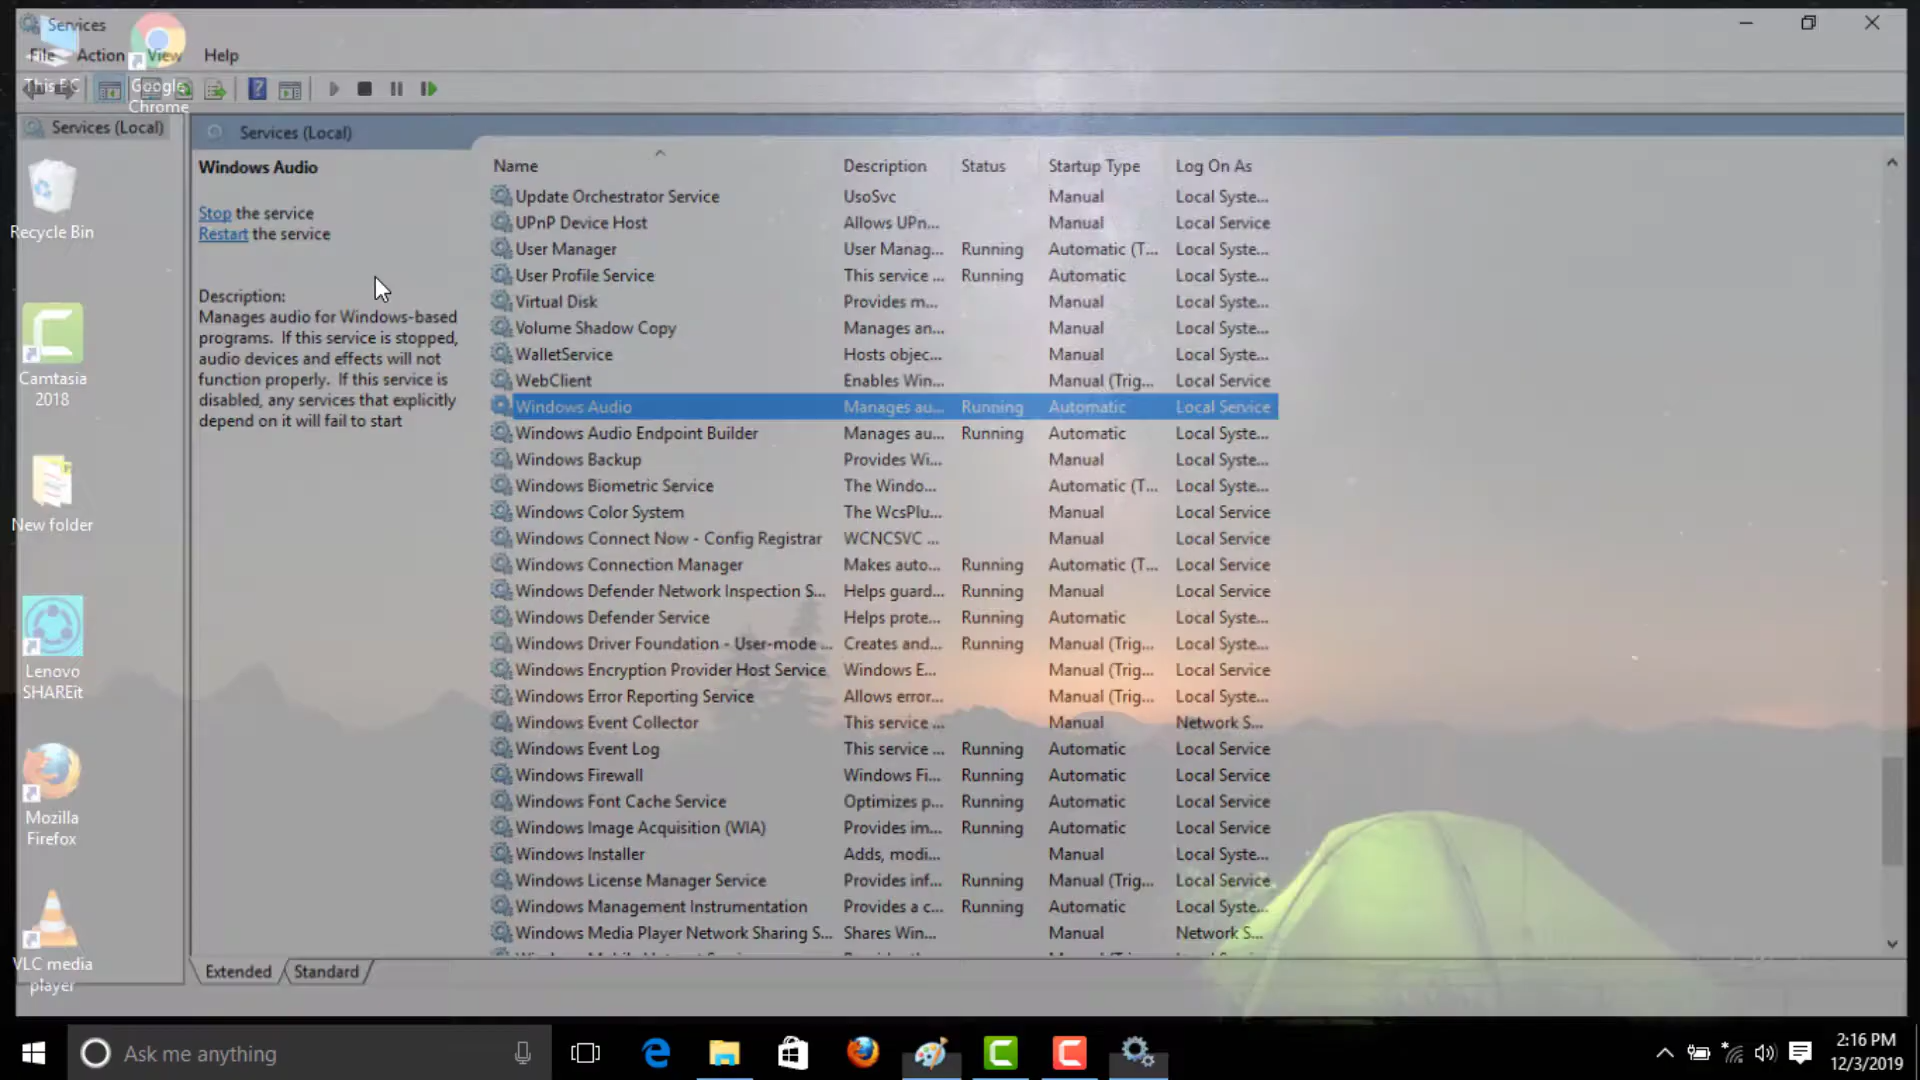 Services
File Action View Help
This PC
Google
Chrome
Services (Local)
Services (Local)
Recycle Bin
Camtasia
2018
New folder
Lenovo
SHAREit
Mozilla
Firefox
VLC media
player
Windows Audio
Stop the service
Restart the service
Description:
Manages audio for Windows-based
programs. If this service is stopped,
audio devices and effects will not
function properly. If this service is
disabled, any services that explicitly
depend on it will fail to start
Name Description Status Startup Type Log On As
Update Orchestrator Service UsoSvc Manual Local Syste...
UPnP Device Host Allows UPn... Manual Local Service
User Manager User Manag... Running Automatic (T... Local Syste...
User Profile Service This service ... Running Automatic Local Syste...
Virtual Disk Provides m... Manual Local Syste...
Volume Shadow Copy Manages an... Manual Local Syste...
WalletService Hosts objec... Manual Local Syste...
WebClient Enables Win... Manual (Trig... Local Service
Windows Audio Manages au... Running Automatic Local Service
Windows Audio Endpoint Builder Manages au... Running Automatic Local Syste...
Windows Backup Provides Wi... Manual Local Syste...
Windows Biometric Service The Windo... Automatic (T... Local Syste...
Windows Color System The WcsPlu... Manual Local Service
Windows Connect Now - Config Registrar WCNCSVC ... Manual Local Service
Windows Connection Manager Makes auto... Running Automatic (T... Local Service
Windows Defender Network Inspection S... Helps guard... Running Manual Local Service
Windows Defender Service Helps prote... Running Automatic Local Syste...
Windows Driver Foundation - User-mode ... Creates and... Running Manual (Trig... Local Syste...
Windows Encryption Provider Host Service Windows E... Manual (Trig... Local Service
Windows Error Reporting Service Allows error... Manual (Trig... Local Syste...
Windows Event Collector This service ... Manual Network S...
Windows Event Log This service ... Running Automatic Local Service
Windows Firewall Windows Fi... Running Automatic Local Service
Windows Font Cache Service Optimizes p... Running Automatic Local Service
Windows Image Acquisition (WIA) Provides im... Running Automatic Local Service
Windows Installer Adds, modi... Manual Local Syste...
Windows License Manager Service Provides inf... Running Manual (Trig... Local Service
Windows Management Instrumentation Provides a c... Running Automatic Local Syste...
Windows Media Player Network Sharing S... Shares Win... Manual Network S...
Extended Standard
Ask me anything
2:16 PM
12/3/2019